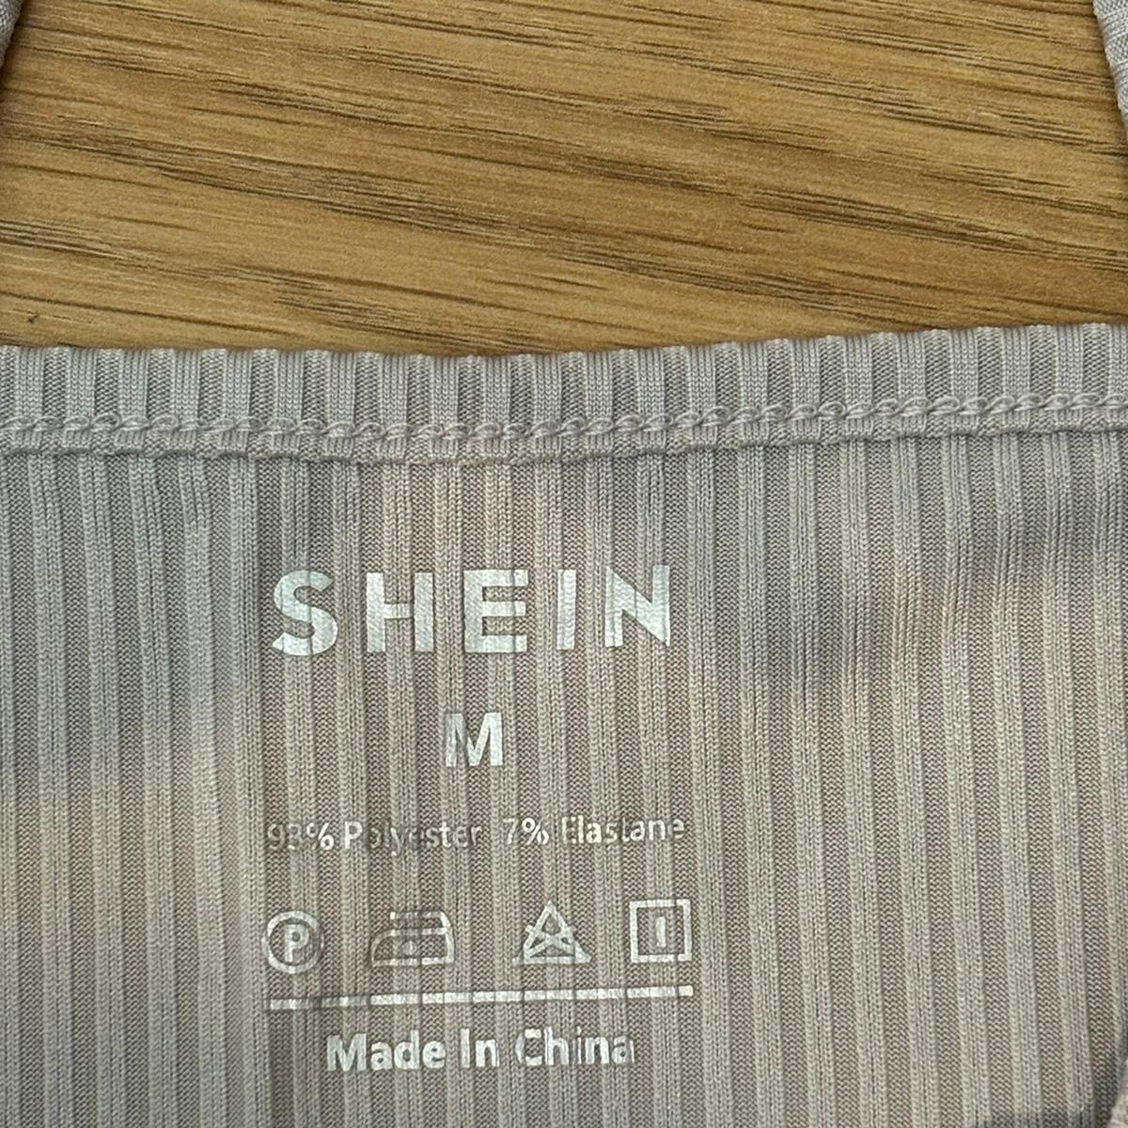 SHEIN
M
93% Polyester 7% Elastane
P
Made In China